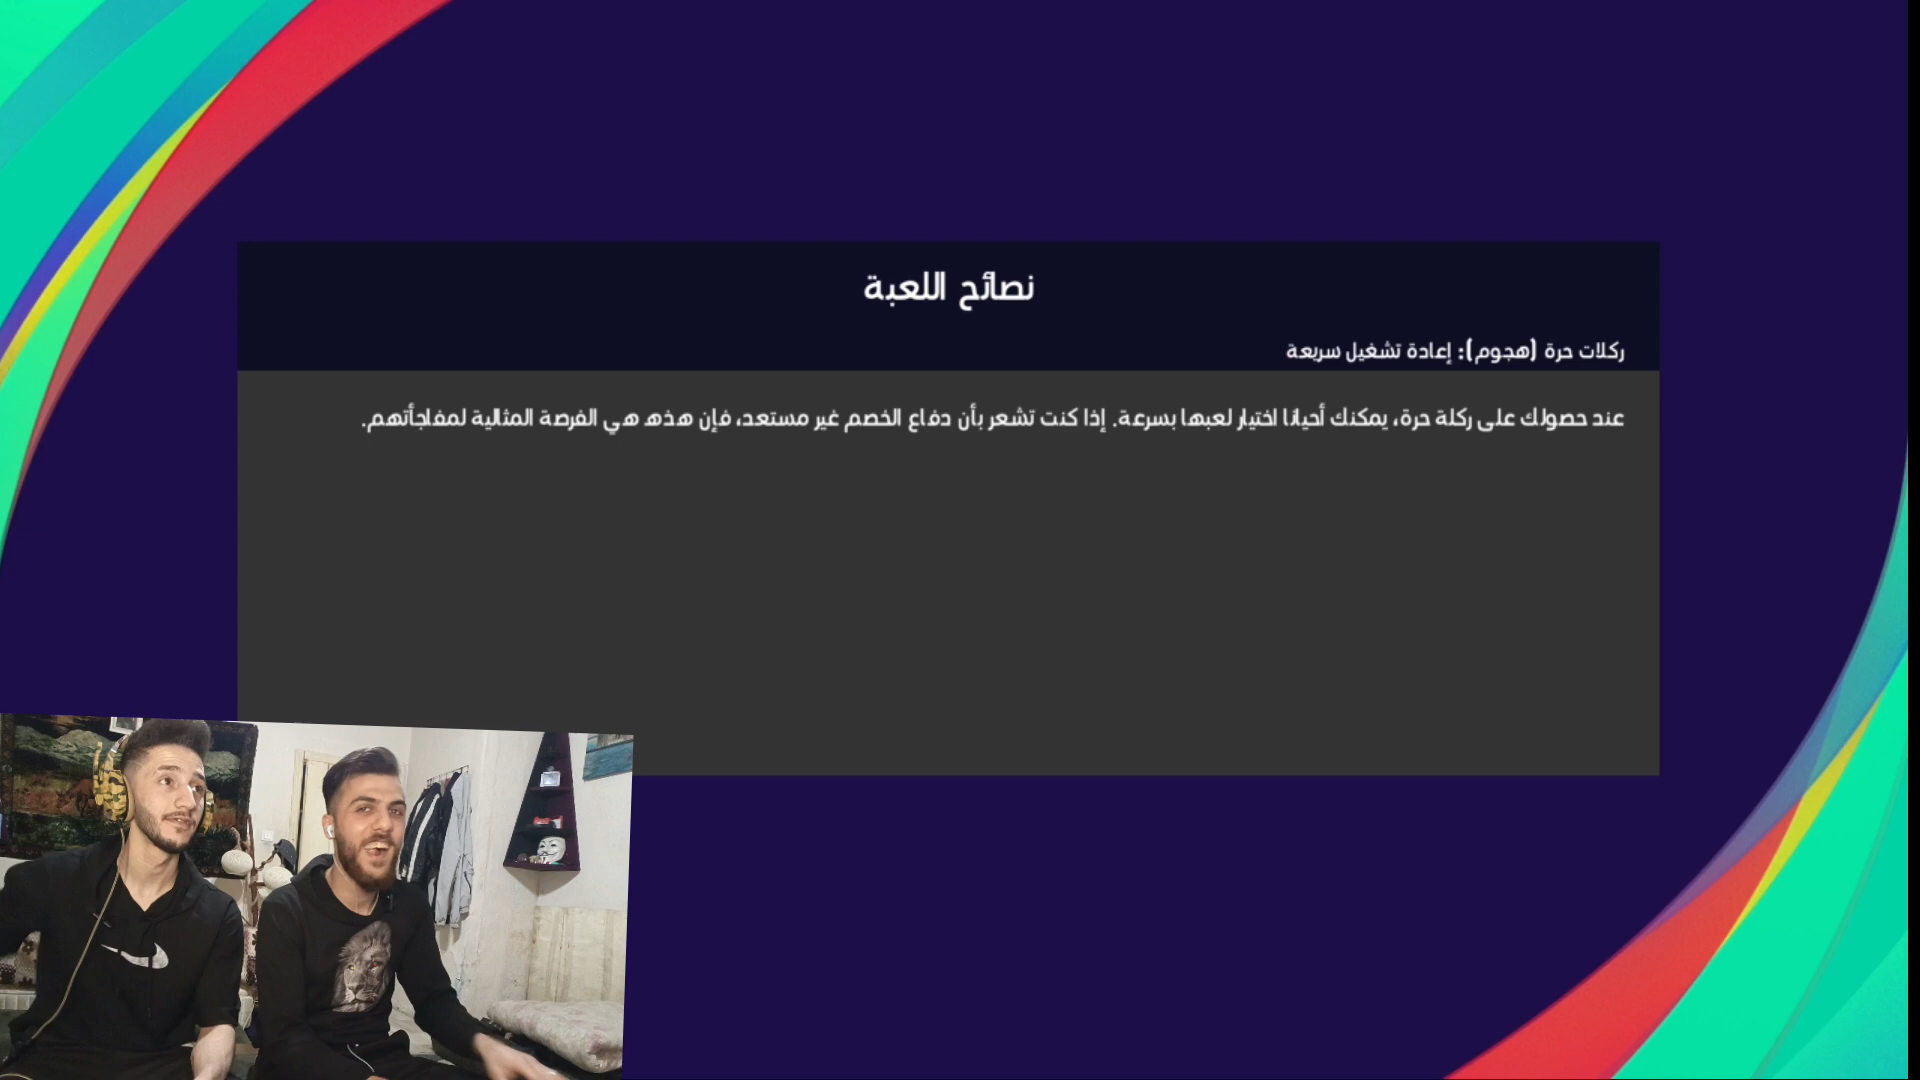 نصائح اللعبة
ركلات حرة (هجوم): إعادة تشغيل سريعة
عند حصولك على ركلة حرة، يمكنك أحيانا اختيار لعبها بسرعة. إذا كنت تشعر بأن دفاع الخصم غير مستعد، فإن هذه هي الفرصة المثالية لمفاجأتهم.